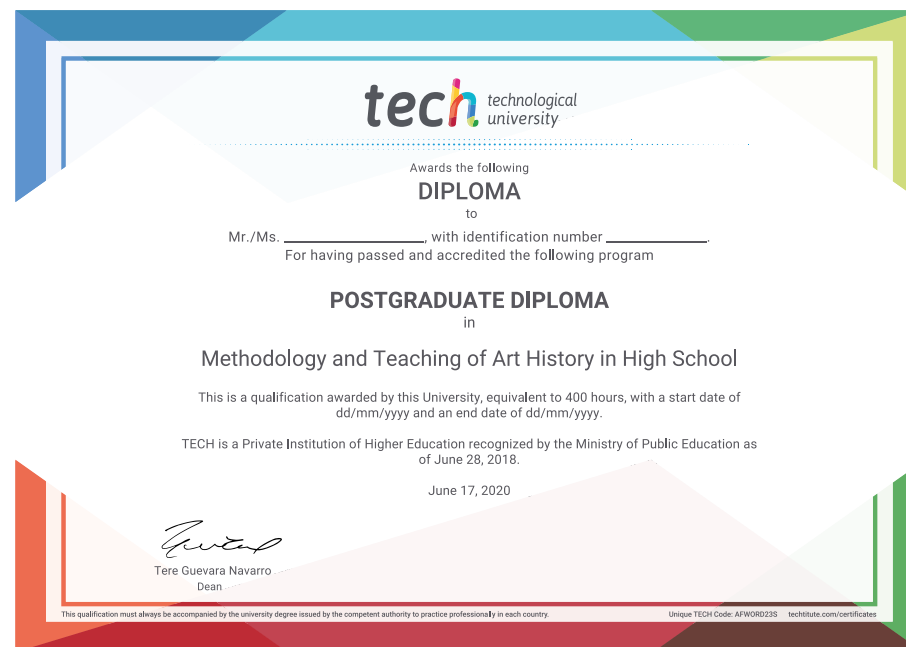 tech technological
university
Awards the following
DIPLOMA
to
Mr./Ms. ____________________, with identification number ______________.
For having passed and accredited the following program
POSTGRADUATE DIPLOMA
in
Methodology and Teaching of Art History in High School
This is a qualification awarded by this University, equivalent to 400 hours, with a start date of
dd/mm/yyyy and an end date of dd/mm/yyyy.
TECH is a Private Institution of Higher Education recognized by the Ministry of Public Education as
of June 28, 2018.
June 17, 2020
Tere Guevara Navarro
Dean
This qualification must always be accompanied by the university degree issued by the competent authority to practice professionally in each country. Unique TECH Code: AFWORD23S techtitute.com/certificates